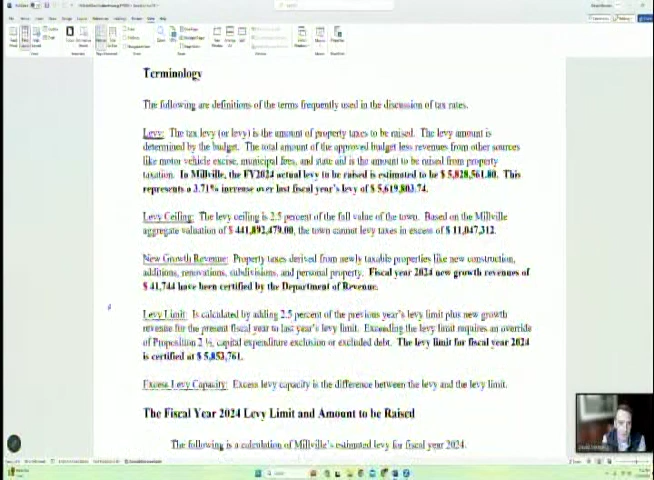 Terminology
The following are definitions of the terms frequently used in the discussion of tax rates.
Levy: The tax levy (or levy) is the amount of property taxes to be raised. The levy amount is
determined by the budget. The total amount of the approved budget less revenues from other sources
like motor vehicle excise, municipal fees, and state aid is the amount to be raised from property
taxation. In Millville, the FY2024 actual levy to be raised is estimated to be $ 5,828,561.80. This
represents a 3.71% increase over last fiscal year's levy of $ 5,619,803.74.
Levy Ceiling: The levy ceiling is 2.5 percent of the full value of the town. Based on the Millville
aggregate valuation of $ 441,892,479.00, the town cannot levy taxes in excess of $ 11,047,312.
New Growth Revenue: Property taxes derived from newly taxable properties like new construction,
additions, renovations, subdivisions, and personal property. Fiscal year 2024 new growth revenues of
$ 41,744 have been certified by the Department of Revenue.
Levy Limit: Is calculated by adding 2.5 percent of the previous year's levy limit plus new growth
revenue for the present fiscal year to last year's levy limit. Exceeding the levy limit requires an override
of Proposition 2 ½, capital expenditure exclusion or excluded debt. The levy limit for fiscal year 2024
is certified at $ 5,853,761.
Excess Levy Capacity: Excess levy capacity is the difference between the levy and the levy limit.
The Fiscal Year 2024 Levy Limit and Amount to be Raised
The following is a calculation of Millville's estimated levy for fiscal year 2024.